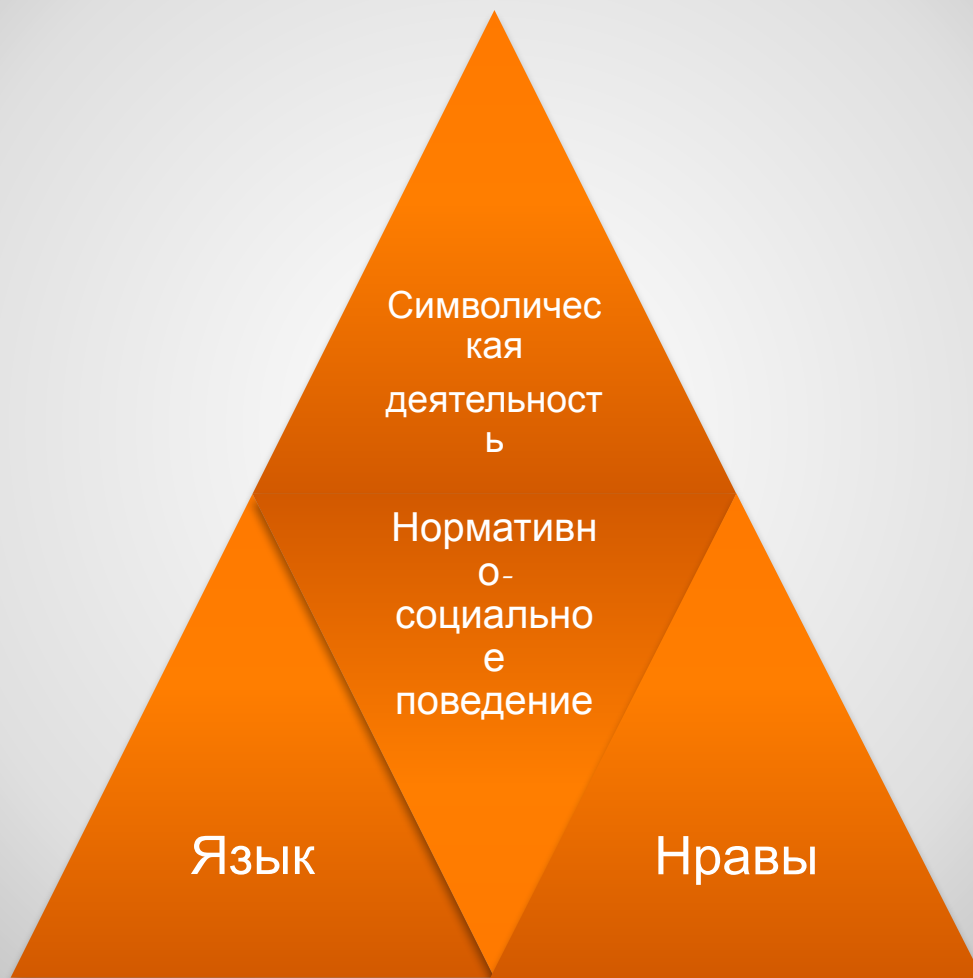 Символичес
кая
деятельност
ь
Нормативн
о-
социально
е
поведение
Язык
Нравы